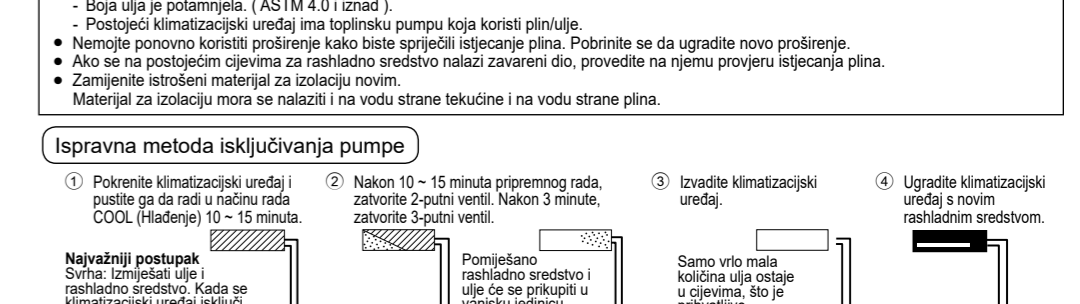 - Boja ulja je potamnjela. ( ASTM 4.0 i iznad ).
- Postojeći klimatizacijski uređaj ima toplinsku pumpu koja koristi plin/ulje.
● Nemojte ponovno koristiti proširenje kako biste spriječili istjecanje plina. Pobrinite se da ugradite novo proširenje.
● Ako se na postojećim cijevima za rashladno sredstvo nalazi zavareni dio, provedite na njemu provjeru istjecanja plina.
● Zamijenite istrošeni materijal za izolaciju novim.
Materijal za izolaciju mora se nalaziti i na vodu strane tekućine i na vodu strane plina.
Ispravna metoda isključivanja pumpe
① Pokrenite klimatizacijski uređaj i
pustite ga da radi u načinu rada
COOL (Hlađenje) 10 ~ 15 minuta.
Najvažniji postupak
Svrha: Izmiješati ulje i
rashladno sredstvo. Kada se
klimatizacijski uređaj isključi
② Nakon 10 ~ 15 minuta pripremnog rada,
zatvorite 2-putni ventil. Nakon 3 minute,
zatvorite 3-putni ventil.
Pomiješano
rashladno sredstvo i
ulje će se prikupiti u
vanjsku jedinicu
③ Izvadite klimatizacijski
uređaj.
Samo vrlo mala
količina ulja ostaje
u cijevima, što je
prihvatljivo
④ Ugradite klimatizacijski
uređaj s novim
rashladnim sredstvom.